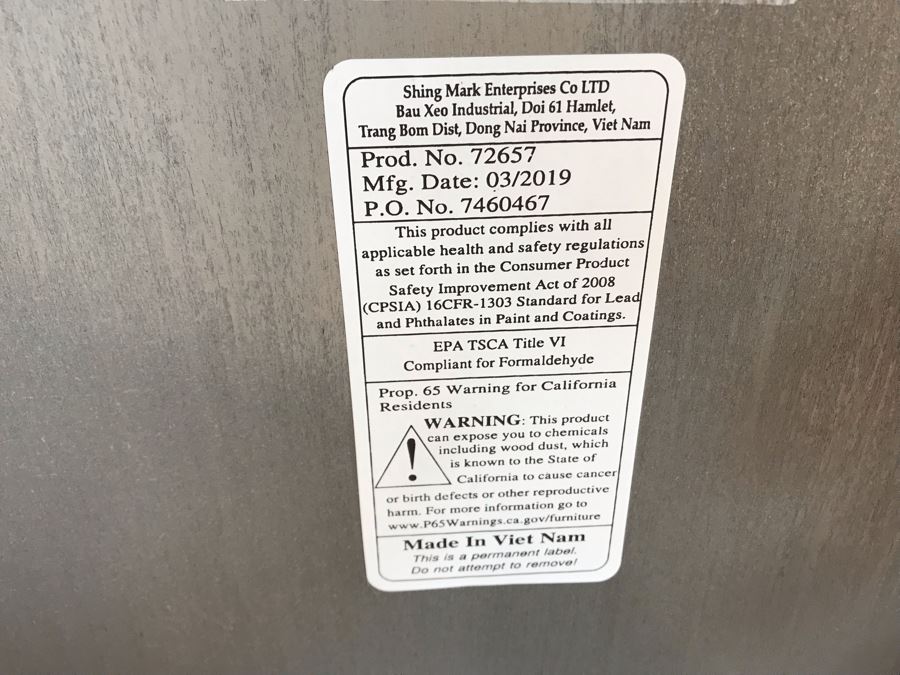 Shing Mark Enterprises Co LTD
Bau Xeo Industrial, Doi 61 Hamlet,
Trang Bom Dist, Dong Nai Province, Viet Nam
Prod. No. 72657
Mfg. Date: 03/2019
P.O. No. 7460467
This product complies with all
applicable health and safety regulations
as set forth in the Consumer Product
Safety Improvement Act of 2008
(CPSIA) 16CFR-1303 Standard for Lead
and Phthalates in Paint and Coatings.
EPA TSCA Title VI
Compliant for Formaldehyde
Prop. 65 Warning for California
Residents
WARNING: This product
can expose you to chemicals
including wood dust, which
is known to the State of
California to cause cancer
or birth defects or other reproductive
harm. For more information go to
www.P65Warnings.ca.gov/furniture
Made In Viet Nam
This is a permanent label.
Do not attempt to remove!